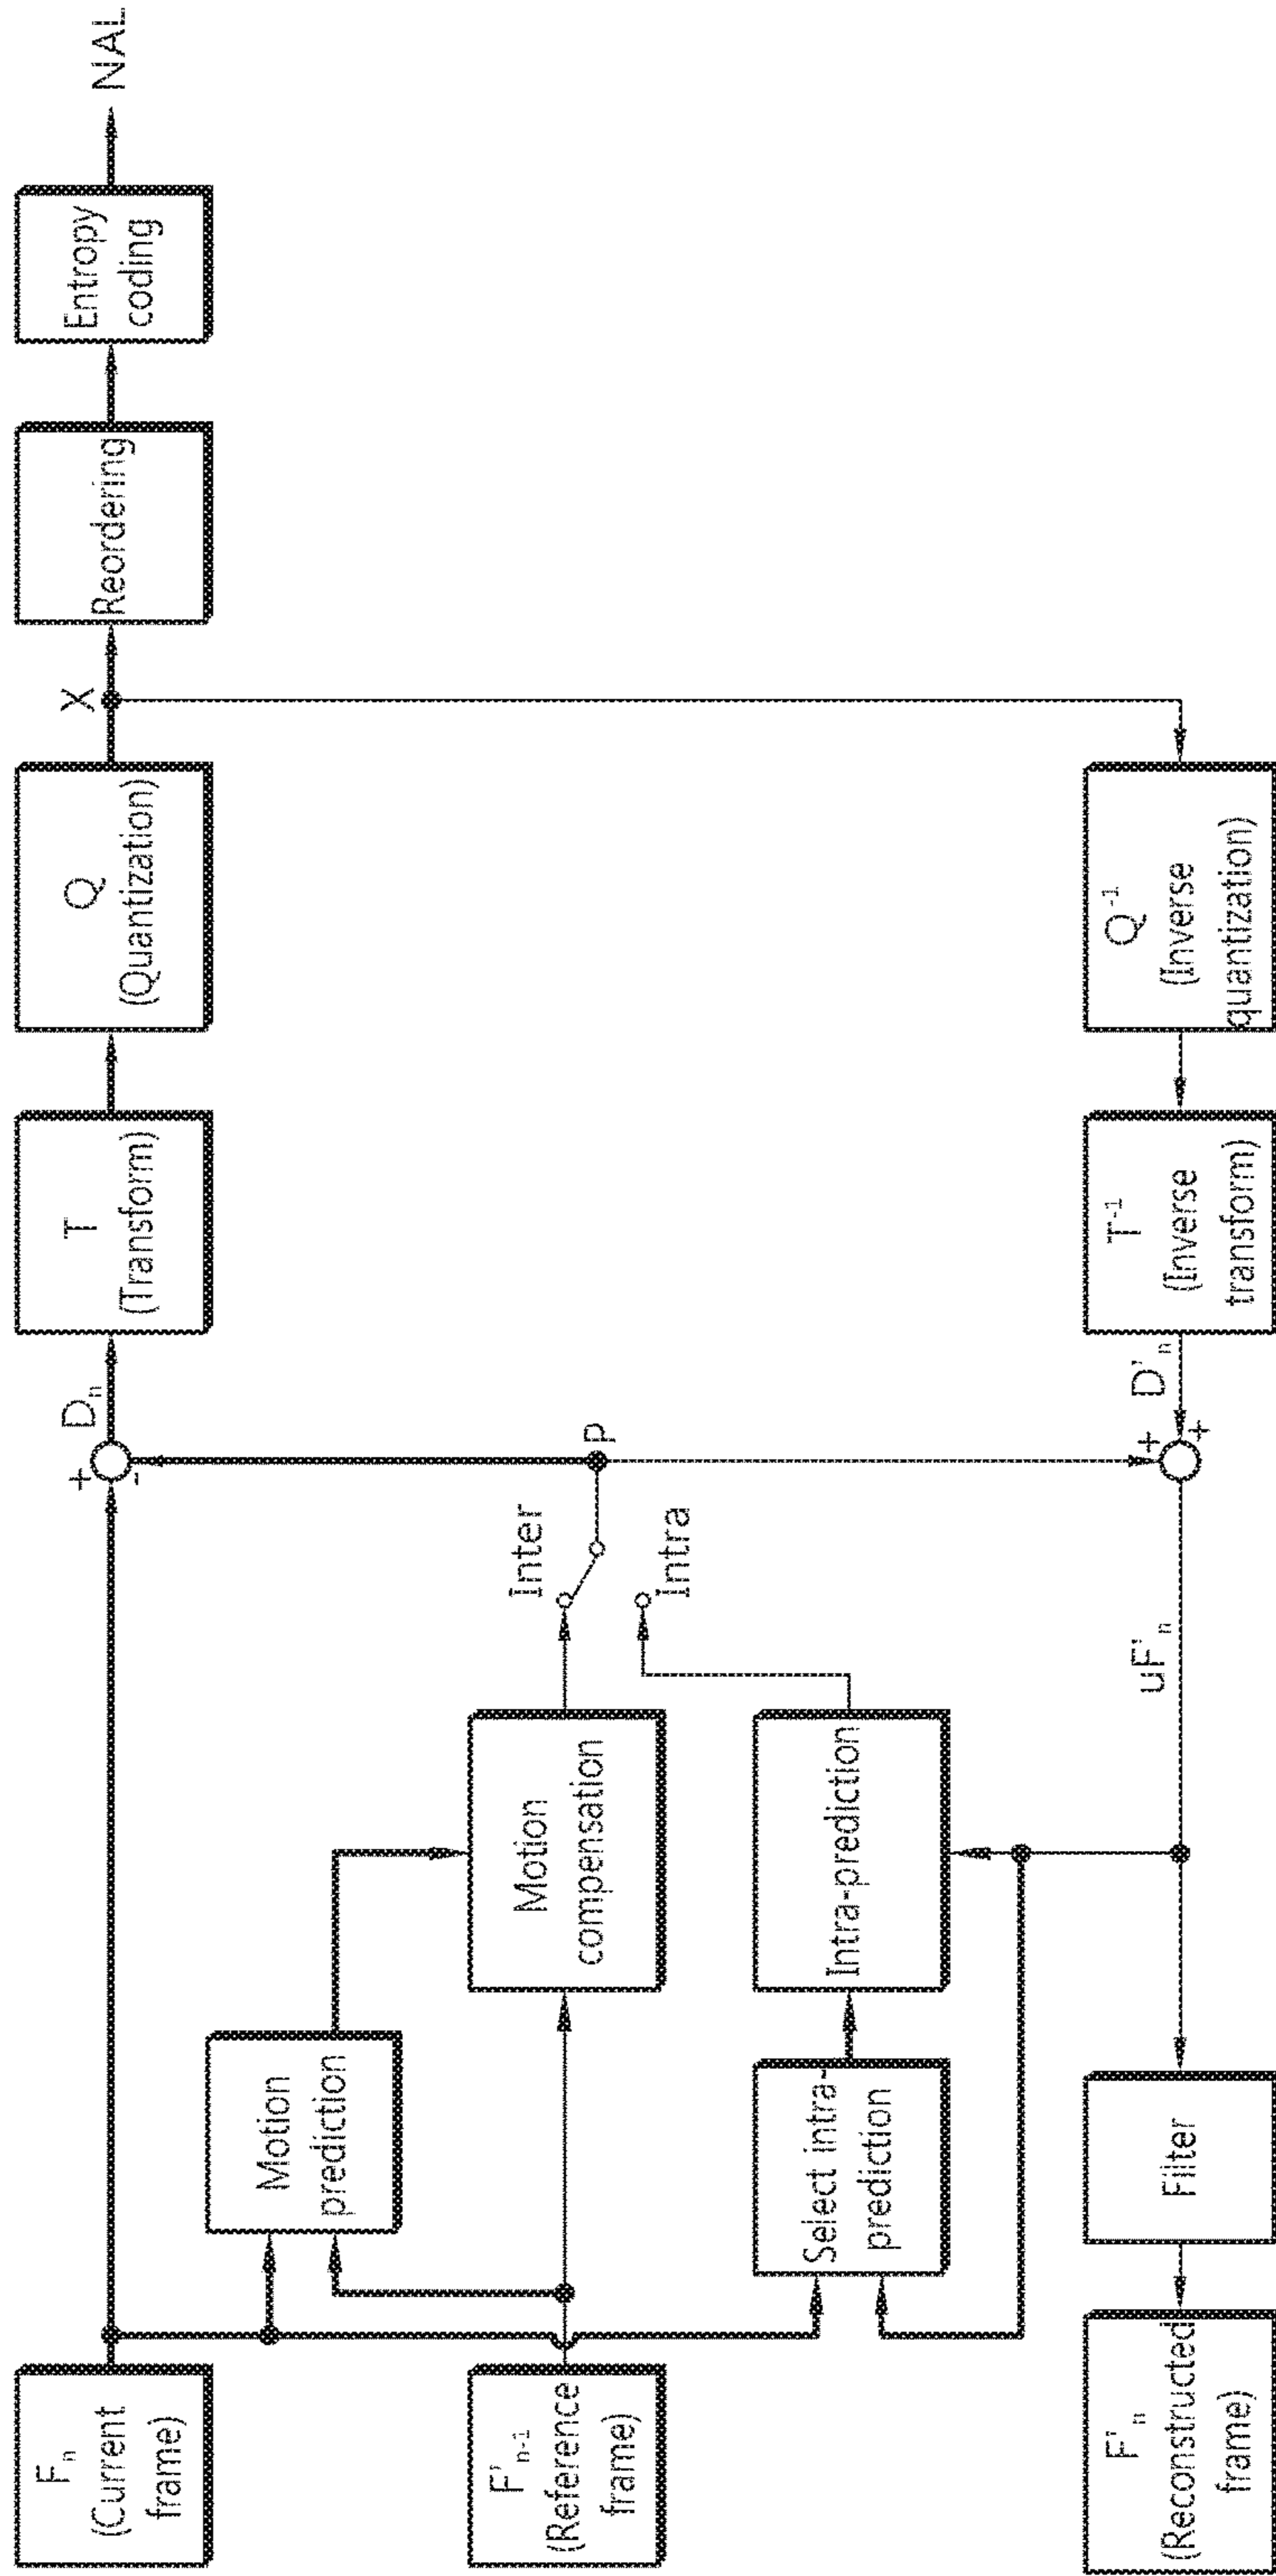 Fn
(Current
frame)
+
-
Dn
T
(Transform)
Q
(Quantization)
X
Reordering
Entropy
coding
NAL
Motion
prediction
F'n-1
(Reference
frame)
Motion
compensation
Inter
P
Select intra-
prediction
Intra-prediction
Intra
F'n
(Reconstructed
frame)
Filter
uF'n
+
+
D'n
T-1
(Inverse
transform)
Q-1
(Inverse
quantization)